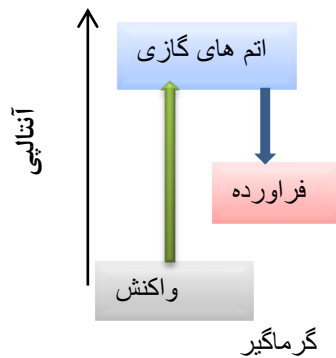 اتم های گازی
آنتالپی
فراورده
واکنش
گرماگیر